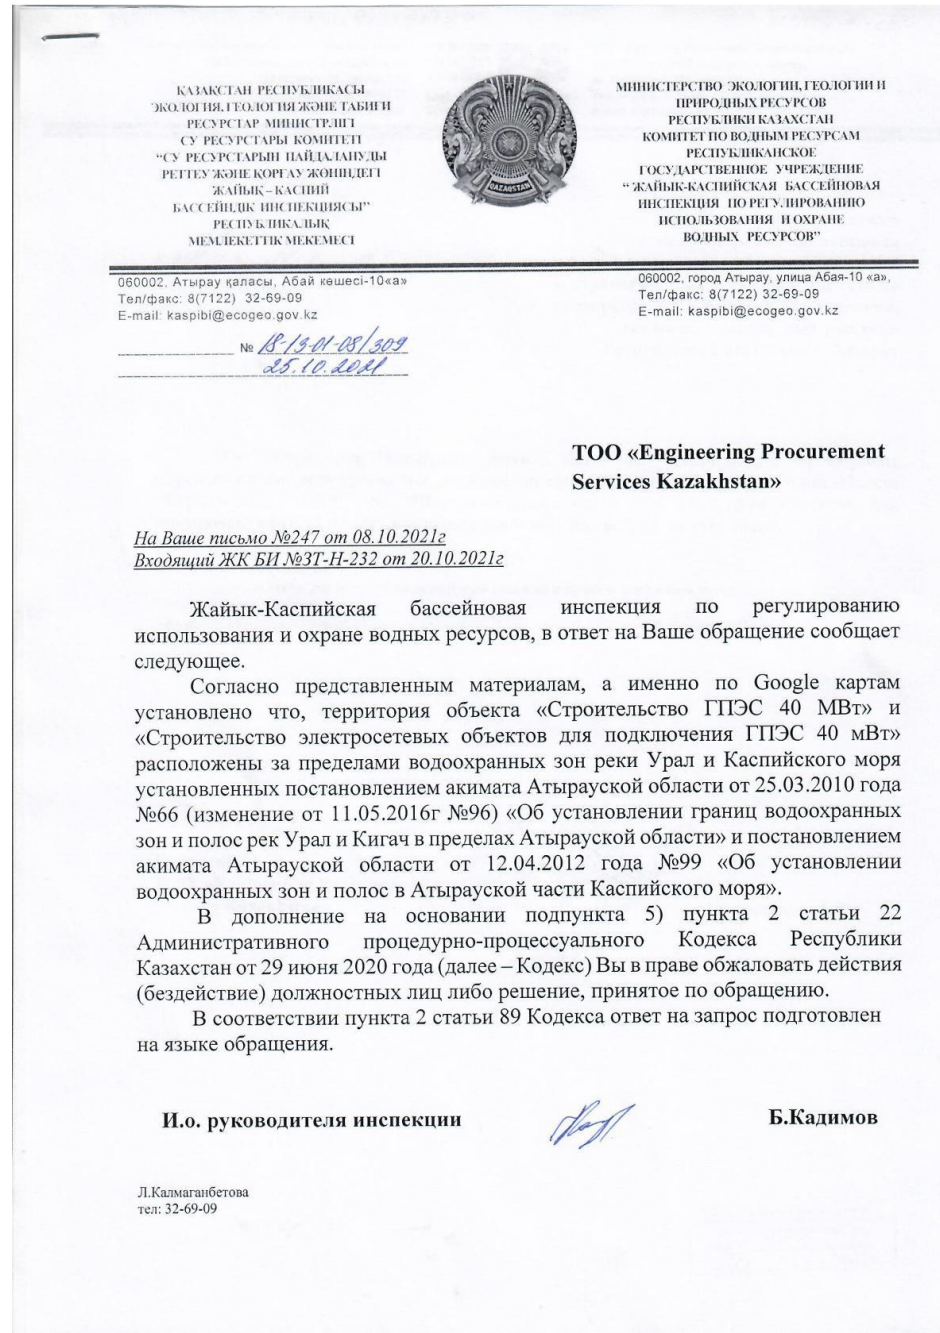 ҚАЗАҚСТАН РЕСПУБЛИКАСЫ
ЭКОЛОГИЯ, ГЕОЛОГИЯ ЖӘНЕ ТАБИҒИ
РЕСУРСТАР МИНИСТРЛІГІ
СУ РЕСУРСТАРЫ КОМИТЕТІ
“СУ РЕСУРСТАРЫН ПАЙДАЛАНУДЫ
РЕТТЕУ ЖӘНЕ ҚОРҒАУ ЖӨНІНДЕГІ
ЖАЙЫҚ – КАСПИЙ
БАССЕЙНДІК ИНСПЕКЦИЯСЫ”
РЕСПУБЛИКАЛЫҚ
МЕМЛЕКЕТТІК МЕКЕМЕСІ
QAZAQSTAN
МИНИСТЕРСТВО ЭКОЛОГИИ, ГЕОЛОГИИ И
ПРИРОДНЫХ РЕСУРСОВ
РЕСПУБЛИКИ КАЗАХСТАН
КОМИТЕТ ПО ВОДНЫМ РЕСУРСАМ
РЕСПУБЛИКАНСКОЕ
ГОСУДАРСТВЕННОЕ УЧРЕЖДЕНИЕ
“ ЖАЙЫК-КАСПИЙСКАЯ БАССЕЙНОВАЯ
ИНСПЕКЦИЯ ПО РЕГУЛИРОВАНИЮ
ИСПОЛЬЗОВАНИЯ И ОХРАНЕ
ВОДНЫХ РЕСУРСОВ”
060002, Атырау қаласы, Абай көшесі-10«а»
Тел/факс: 8(7122) 32-69-09
E-mail: kaspibi@ecogeo.gov.kz
060002, город Атырау, улица Абая-10 «а»,
Тел/факс: 8(7122) 32-69-09
E-mail: kaspibi@ecogeo.gov.kz
№ 18-13-01-08/309
25.10.2021
ТОО «Engineering Procurement
Services Kazakhstan»
На Ваше письмо №247 от 08.10.2021г
Входящий ЖК БИ №ЗТ-Н-232 от 20.10.2021г
Жайык-Каспийская бассейновая инспекция по регулированию
использования и охране водных ресурсов, в ответ на Ваше обращение сообщает
следующее.
Согласно представленным материалам, а именно по Google картам
установлено что, территория объекта «Строительство ГПЭС 40 МВт» и
«Строительство электросетевых объектов для подключения ГПЭС 40 мВт»
расположены за пределами водоохранных зон реки Урал и Каспийского моря
установленных постановлением акимата Атырауской области от 25.03.2010 года
№66 (изменение от 11.05.2016г №96) «Об установлении границ водоохранных
зон и полос рек Урал и Кигач в пределах Атырауской области» и постановлением
акимата Атырауской области от 12.04.2012 года №99 «Об установлении
водоохранных зон и полос в Атырауской части Каспийского моря».
В дополнение на основании подпункта 5) пункта 2 статьи 22
Административного процедурно-процессуального Кодекса Республики
Казахстан от 29 июня 2020 года (далее – Кодекс) Вы в праве обжаловать действия
(бездействие) должностных лиц либо решение, принятое по обращению.
В соответствии пункта 2 статьи 89 Кодекса ответ на запрос подготовлен
на языке обращения.
И.о. руководителя инспекции
Б.Кадимов
Л.Калмаганбетова
тел: 32-69-09